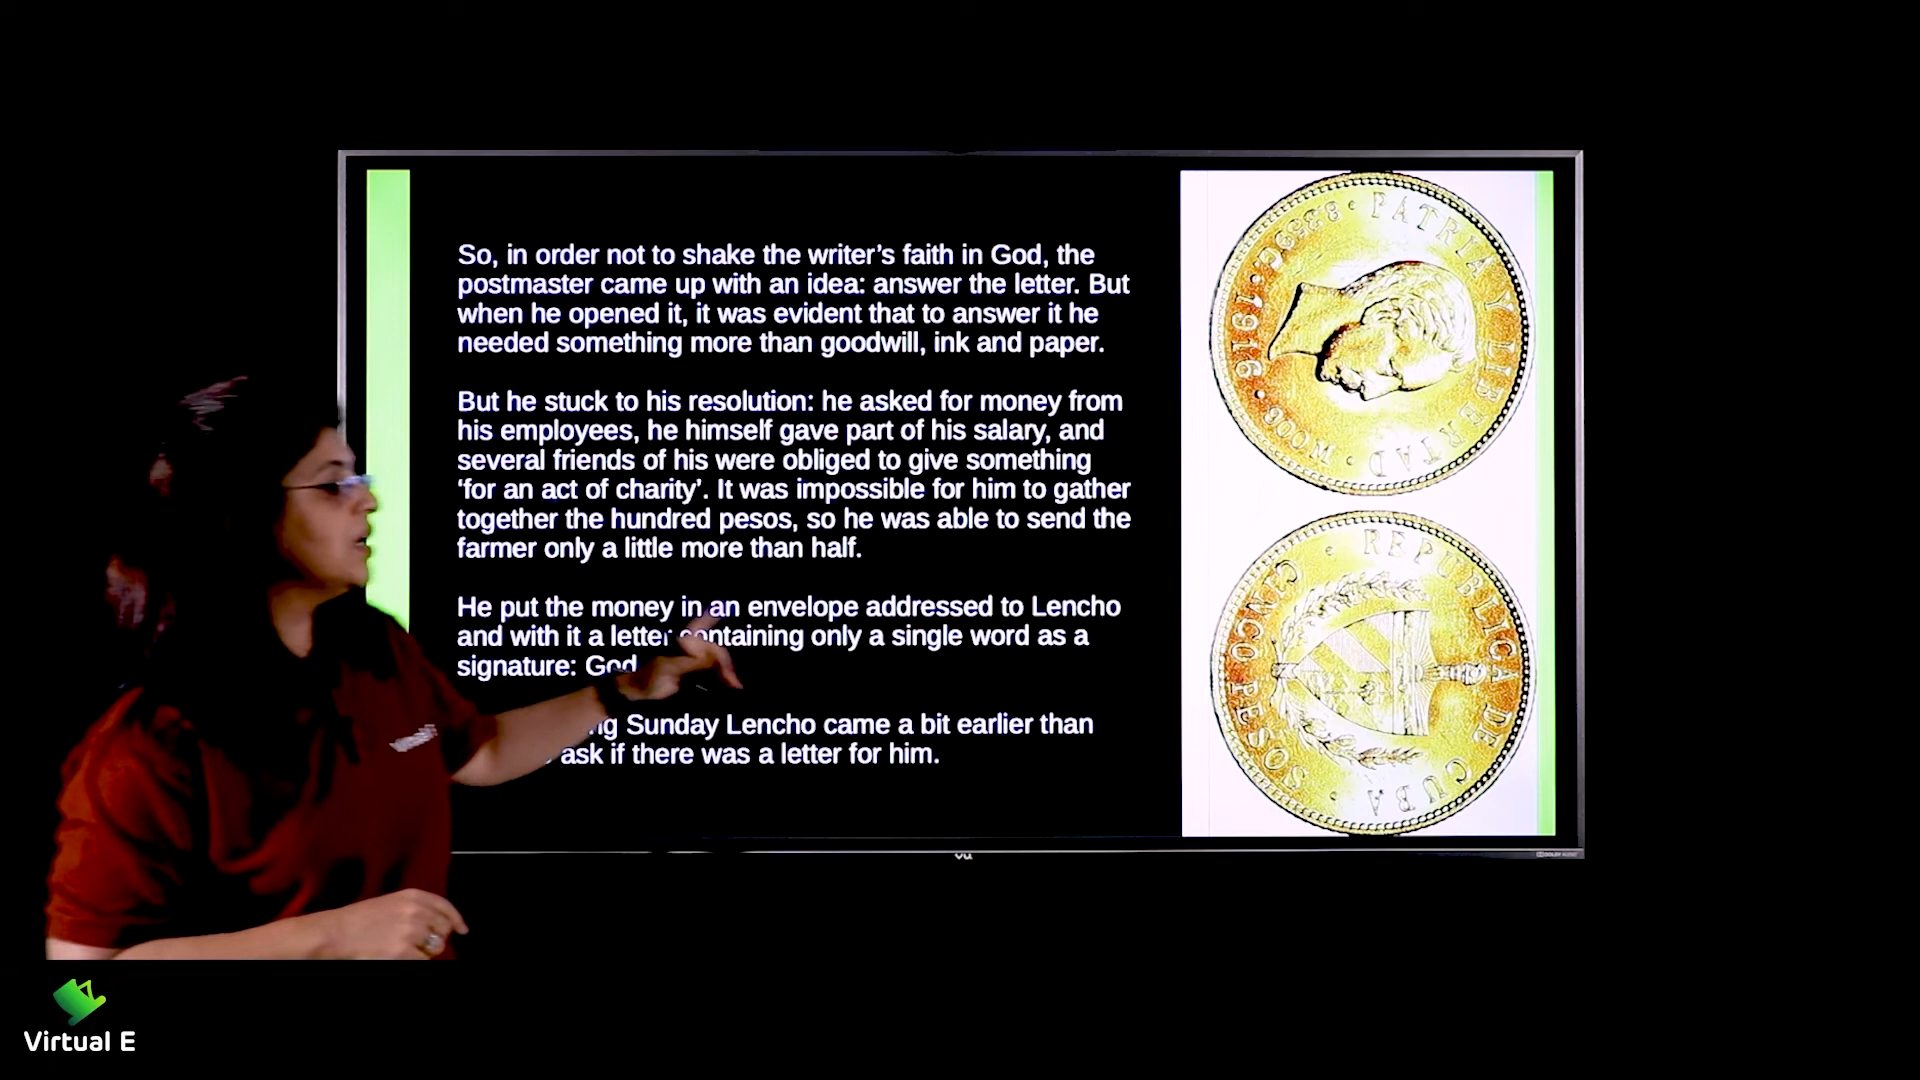 So, in order not to shake the writer's faith in God, the
postmaster came up with an idea: answer the letter. But
when he opened it, it was evident that to answer it he
needed something more than goodwill, ink and paper.
But he stuck to his resolution: he asked for money from
his employees, he himself gave part of his salary, and
several friends of his were obliged to give something
‘for an act of charity’. It was impossible for him to gather
together the hundred pesos, so he was able to send the
farmer only a little more than half.
He put the money in an envelope addressed to Lencho
and with it a letter containing only a single word as a
signature: God
Sunday Lencho came a bit earlier than
ask if there was a letter for him.
PATRIA Y LIBERTAD
1916
REPUBLICA DE CUBA
CINCO PESOS
Vu
Virtual E